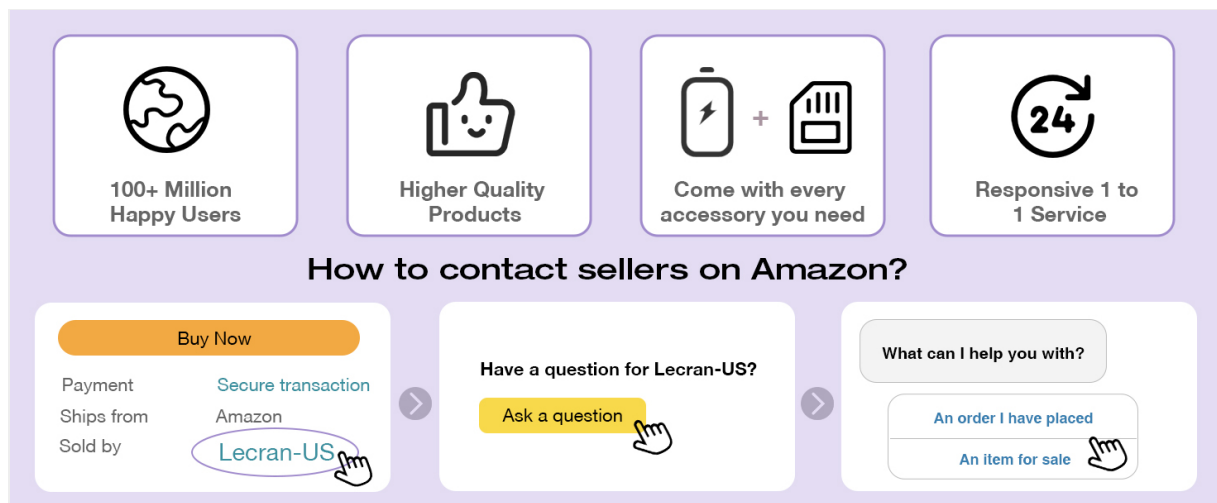 24
100+ Million
Happy Users
Higher Quality
Products
+
Come with every
accessory you need
Responsive 1 to
1 Service
How to contact sellers on Amazon?
Buy Now
Payment Secure transaction
Ships from Amazon
Sold by Lecran-US
Have a question for Lecran-US?
Ask a question
What can I help you with?
An order I have placed
An item for sale